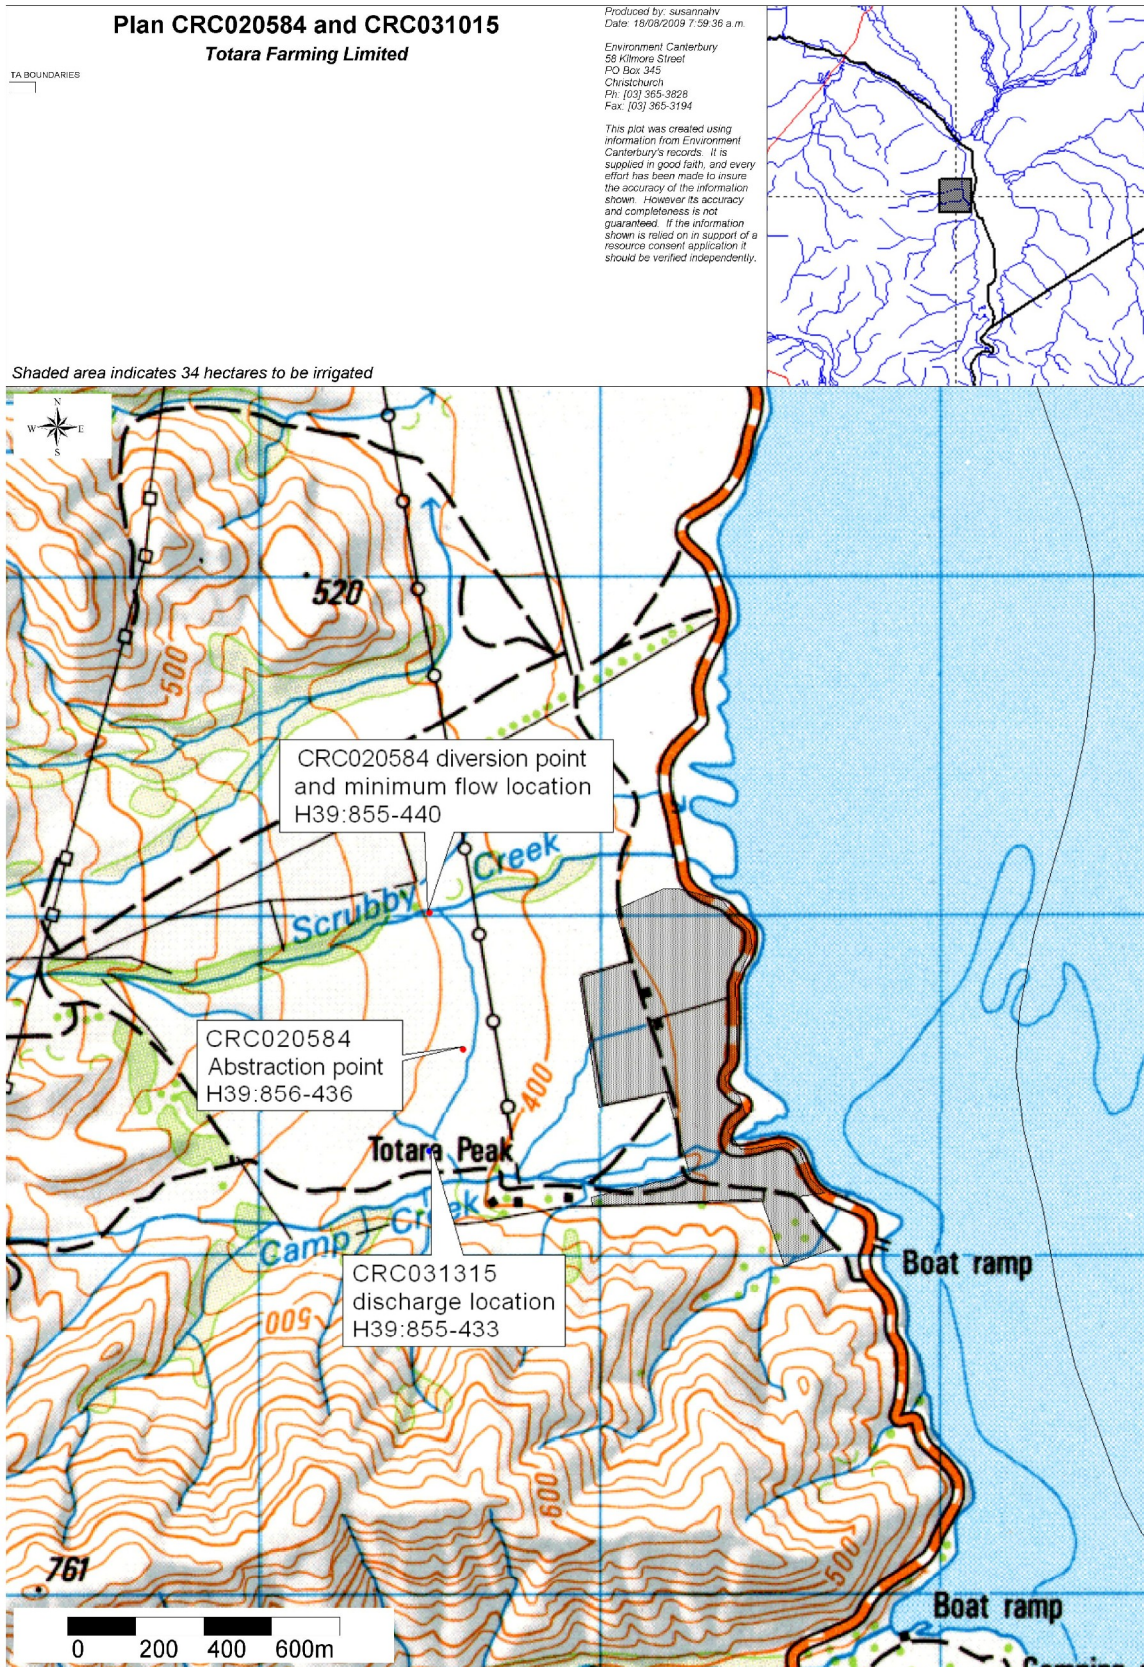 Plan CRC020584 and CRC031015
Totara Farming Limited
TA BOUNDARIES
Produced by: susannahv
Date: 18/08/2009 7:59:36 a.m.
Environment Canterbury
58 Kilmore Street
PO Box 345
Christchurch
Ph: [03] 365-3828
Fax: [03] 365-3194
This plot was created using
information from Environment
Canterbury's records. It is
supplied in good faith, and every
effort has been made to insure
the accuracy of the information
shown. However its accuracy
and completeness is not
guaranteed. If the information
shown is relied on in support of a
resource consent application it
should be verified independently.
Shaded area indicates 34 hectares to be irrigated
N
W E
S
520
500
CRC020584 diversion point
and minimum flow location
H39:855-440
Scrubby Creek
CRC020584
Abstraction point
H39:856-436
400
Totara Peak
Camp Creek
CRC031315
discharge location
H39:855-433
Boat ramp
500
600
500
761
Boat ramp
0 200 400 600m